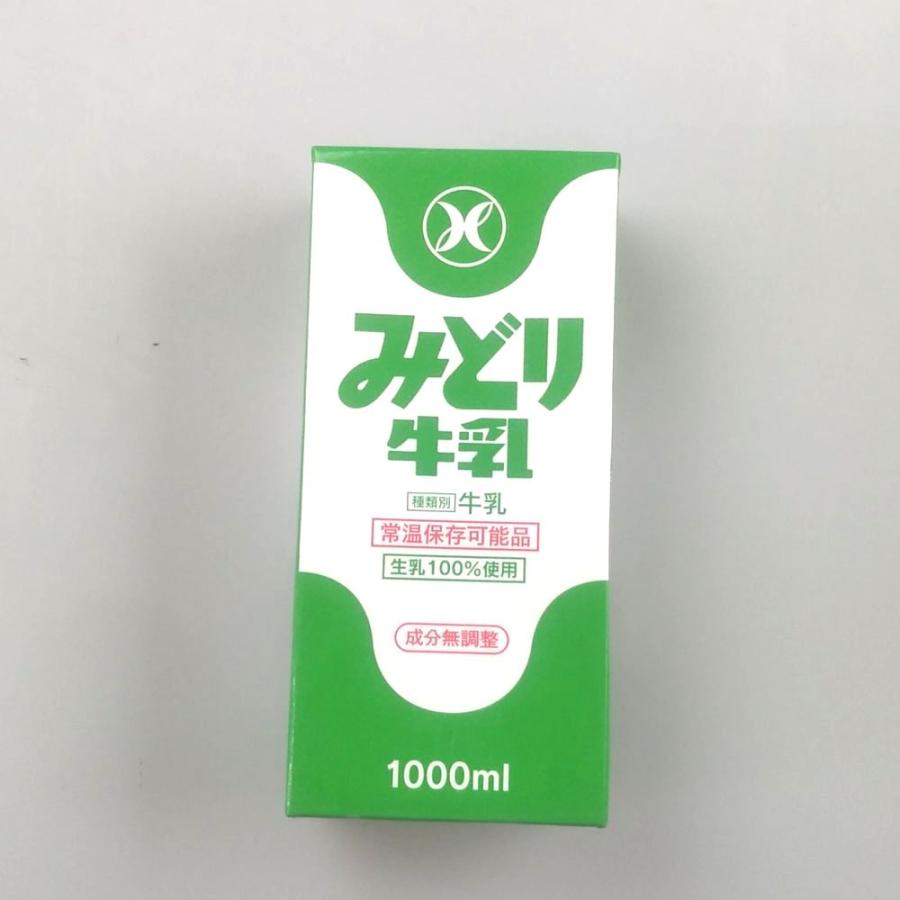 みどり
牛乳
種類別 牛乳
常温保存可能品
生乳100%使用
成分無調整
1000ml